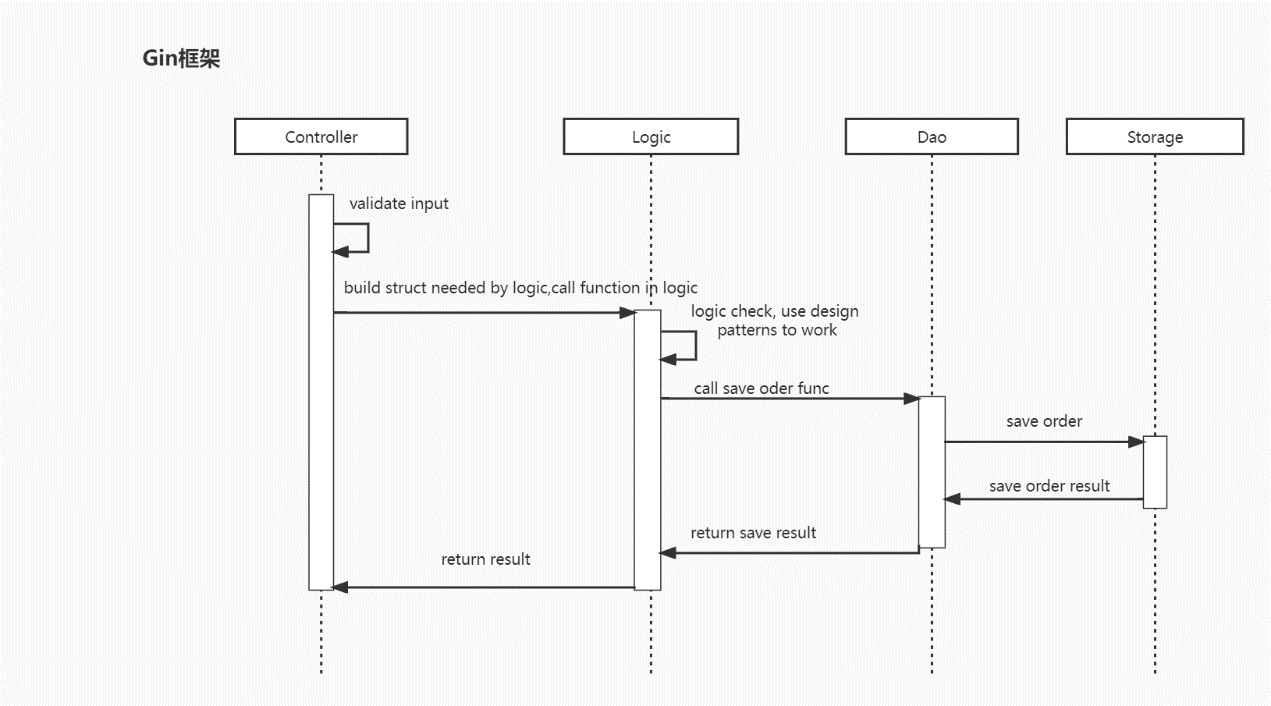 Gin框架
Controller
Logic
Dao
Storage
validate input
build struct needed by logic,call function in logic
logic check, use design
patterns to work
call save oder func
save order
save order result
return save result
return result